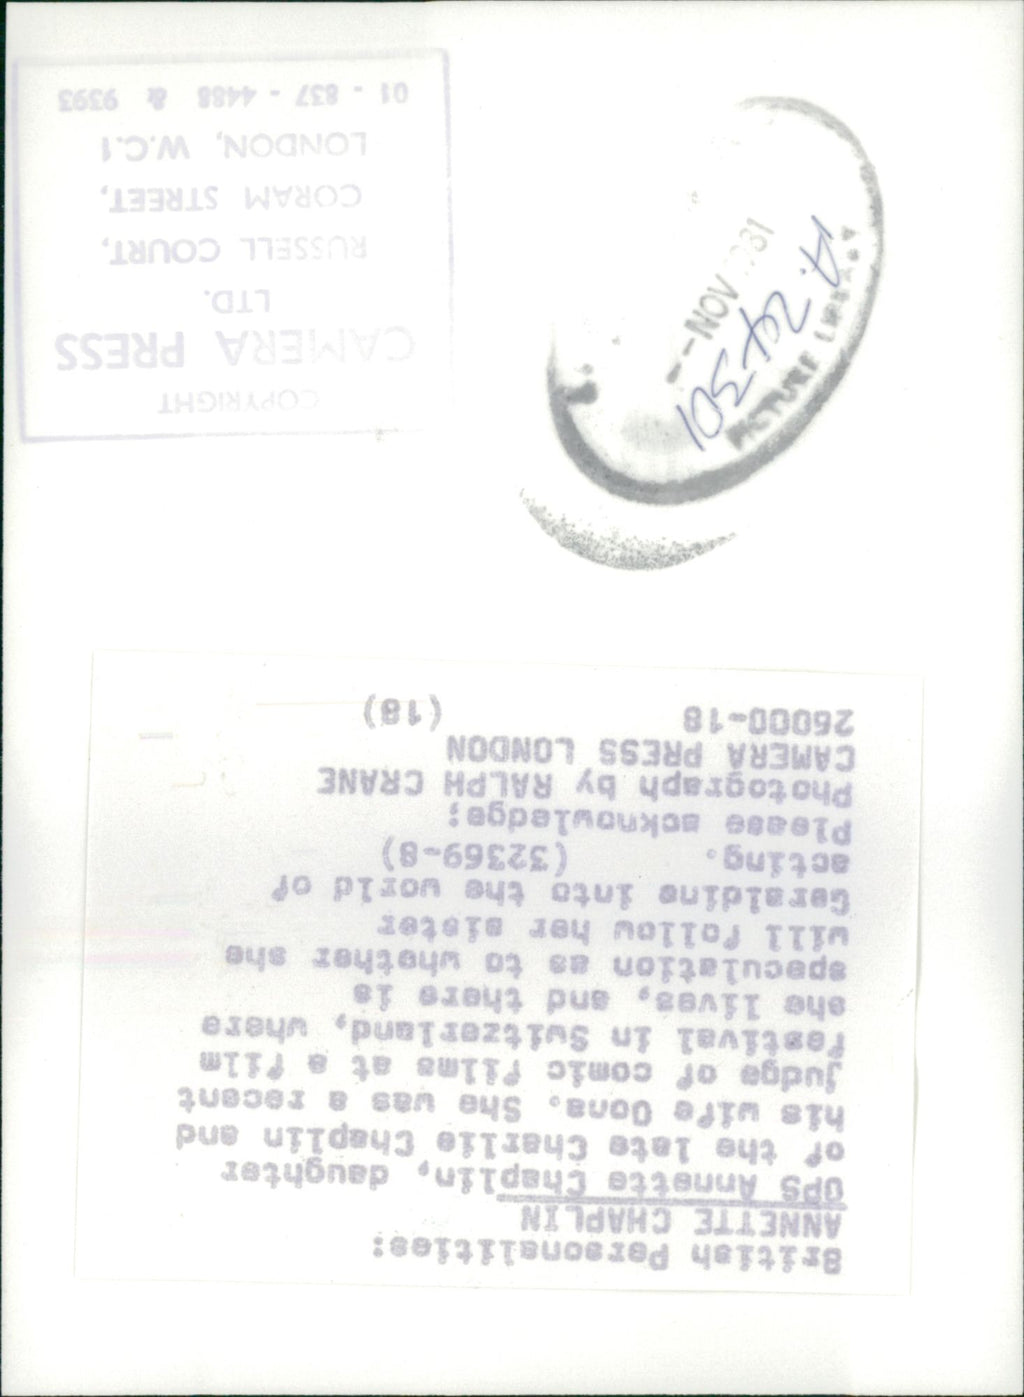 British Personalities:
ANNETTE CHAPLIN
OPS Annette Chaplin, daughter
of the late Charlie Chaplin and
his wife Oona. She was a recent
judge of comic films at a film
festival in Switzerland, where
she lives, and there is
speculation as to whether she
will follow her sister
Geraldine into the world of
acting. (32369-8)
Please acknowledge;
Photograph by RALPH CRANE
CAMERA PRESS LONDON
26000-18 (18)
COPYRIGHT
CAMERA PRESS
LTD.
RUSSELL COURT,
CORAM STREET,
LONDON, W.C.1
01 - 837 - 4488 & 9393
--NOV 1981
A. 24301
PICTURE LIBRARY